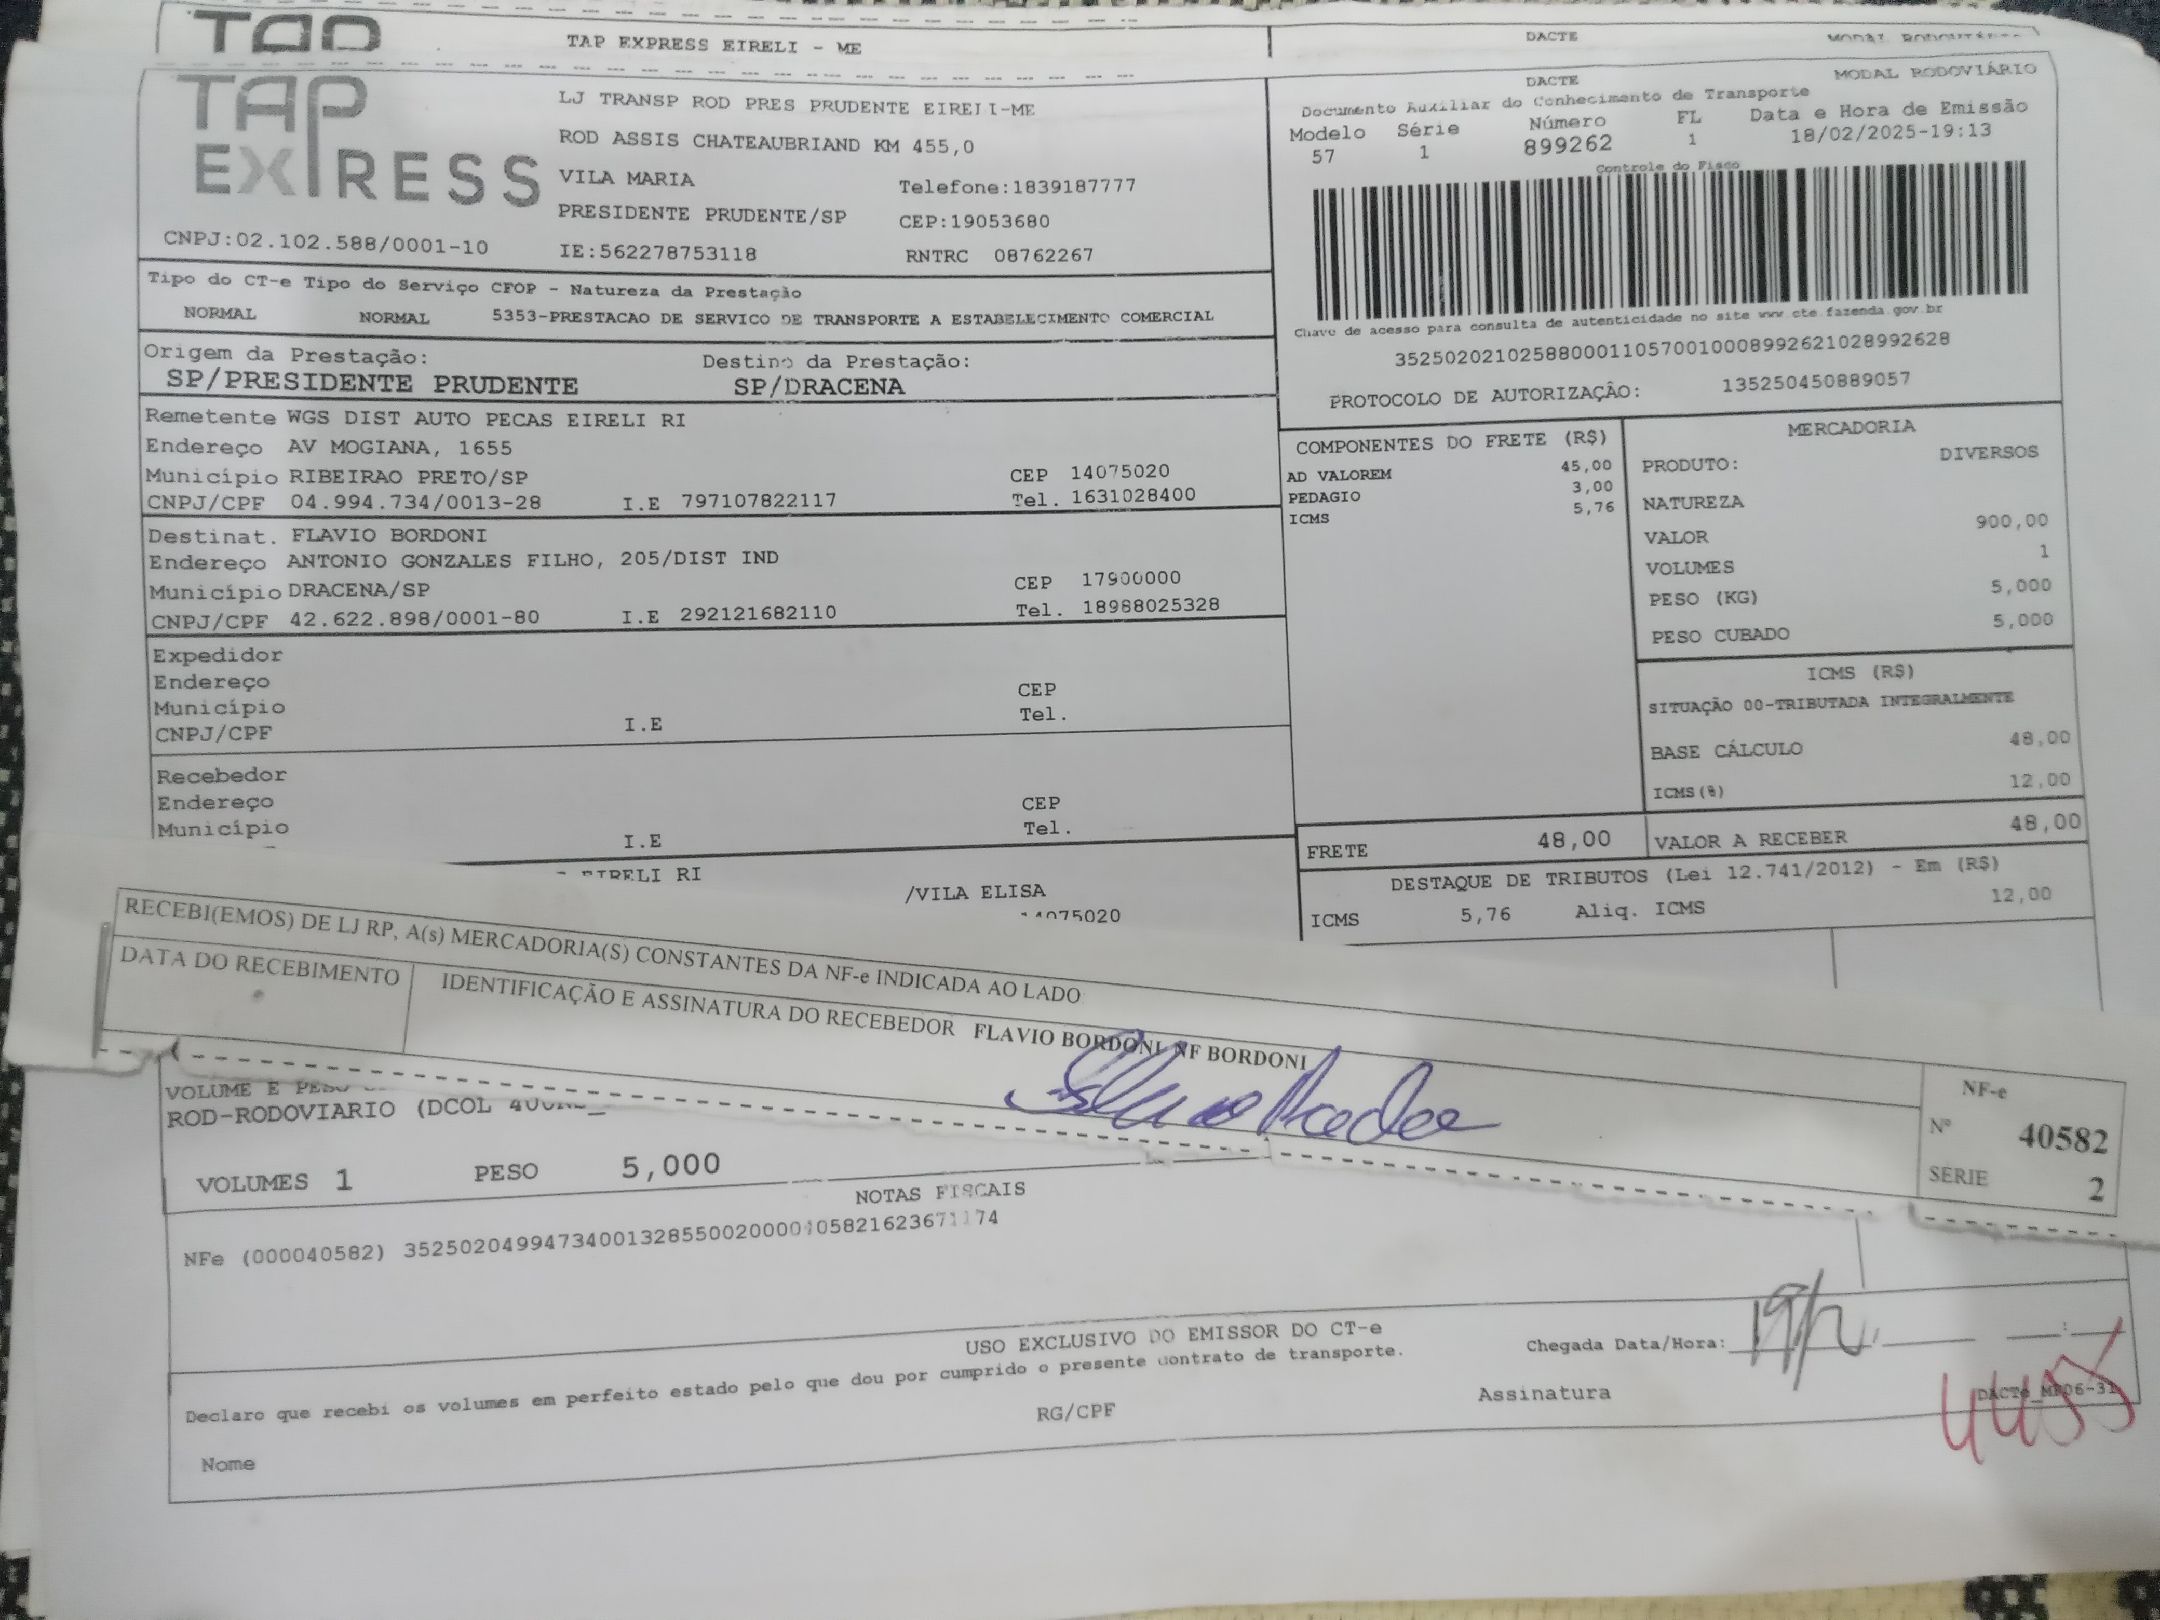 TAP
TAP EXPRESS EIRELI - ME
DACTE
MODAL RODOVIÁRIO
TAP EXPRESS
LJ TRANSP ROD PRES PRUDENTE EIRELI-ME
ROD ASSIS CHATEAUBRIAND KM 455,0
VILA MARIA Telefone:1839187777
PRESIDENTE PRUDENTE/SP CEP:19053680
CNPJ:02.102.588/0001-10 IE:562278753118 RNTRC 08762267
DACTE MODAL RODOVIÁRIO
Documento Auxiliar do Conhecimento de Transporte
Modelo Série Número FL Data e Hora de Emissão
57 1 899262 1 18/02/2025-19:13
Controle do Fisco
Chave de acesso para consulta de autenticidade no site www.cte.fazenda.gov.br
35250202102588000110570010008992621028992628
PROTOCOLO DE AUTORIZAÇÃO: 135250450889057
Tipo do CT-e Tipo do Serviço CFOP - Natureza da Prestação
NORMAL NORMAL 5353-PRESTACAO DE SERVICO DE TRANSPORTE A ESTABELECIMENTO COMERCIAL
Origem da Prestação: Destino da Prestação:
SP/PRESIDENTE PRUDENTE SP/DRACENA
Remetente WGS DIST AUTO PECAS EIRELI RI
Endereço AV MOGIANA, 1655
Município RIBEIRAO PRETO/SP CEP 14075020
CNPJ/CPF 04.994.734/0013-28 I.E 797107822117 Tel. 1631028400
Destinat. FLAVIO BORDONI
Endereço ANTONIO GONZALES FILHO, 205/DIST IND
Município DRACENA/SP CEP 17900000
CNPJ/CPF 42.622.898/0001-80 I.E 292121682110 Tel. 18988025328
Expedidor
Endereço
Município CEP
CNPJ/CPF I.E Tel.
Recebedor
Endereço CEP
Município I.E Tel.
EIRELI RI
/VILA ELISA
14075020
COMPONENTES DO FRETE (R$)
AD VALOREM 45,00
PEDAGIO 3,00
ICMS 5,76
MERCADORIA
PRODUTO: DIVERSOS
NATUREZA
VALOR 900,00
VOLUMES 1
PESO (KG) 5,000
PESO CUBADO 5,000
ICMS (R$)
SITUAÇÃO 00-TRIBUTADA INTEGRALMENTE
BASE CÁLCULO 48,00
ICMS(%) 12,00
FRETE 48,00 VALOR A RECEBER 48,00
DESTAQUE DE TRIBUTOS (Lei 12.741/2012) - Em (R$)
ICMS 5,76 Aliq. ICMS 12,00
RECEBI(EMOS) DE LJ RP, A(s) MERCADORIA(S) CONSTANTES DA NF-e INDICADA AO LADO
DATA DO RECEBIMENTO IDENTIFICAÇÃO E ASSINATURA DO RECEBEDOR FLAVIO BORDONI NF BORDONI
NF-e
Nº 40582
SERIE 2
VOLUME E PESO
ROD-RODOVIARIO (DCOL
VOLUMES 1 PESO 5,000
NOTAS FISCAIS
NFe (000040582) 35250204994734001328550020000405821623671174
USO EXCLUSIVO DO EMISSOR DO CT-e
Declaro que recebi os volumes em perfeito estado pelo que dou por cumprido o presente contrato de transporte.
Chegada Data/Hora: 19/2
Nome RG/CPF Assinatura